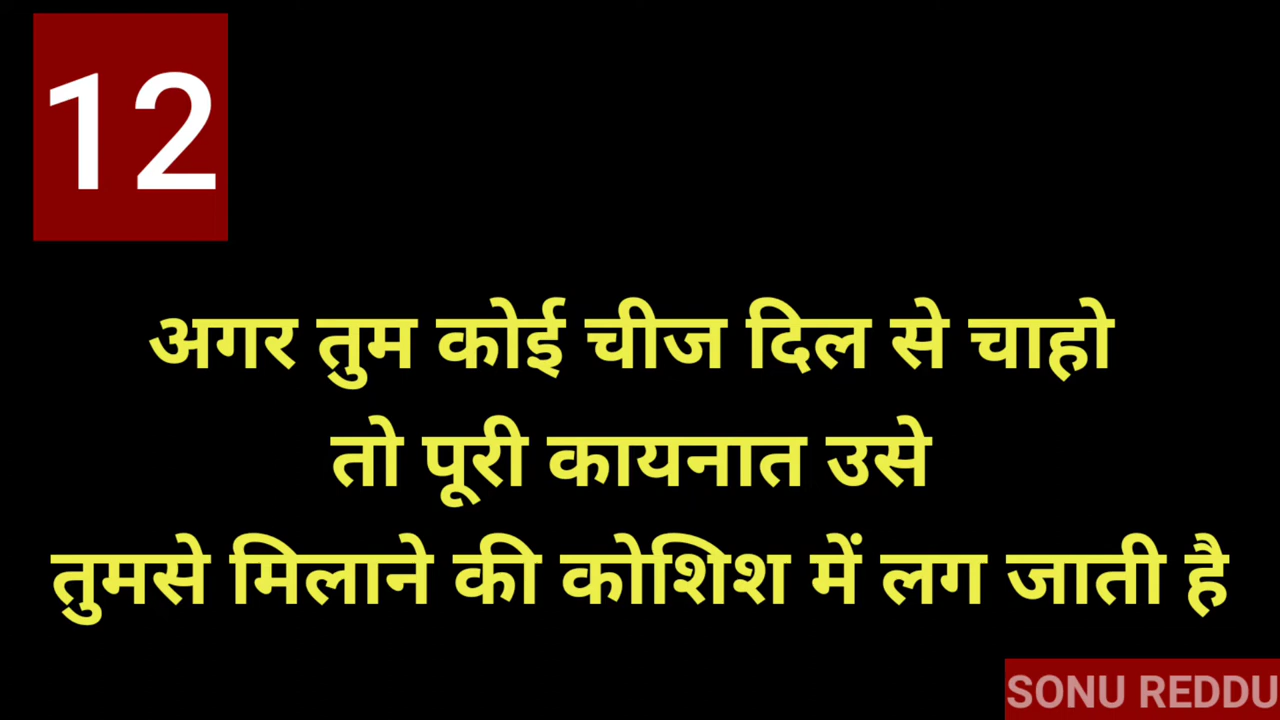 12
अगर तुम कोई चीज दिल से चाहो
तो पूरी कायनात उसे
तुमसे मिलाने की कोशिश में लग जाती है
SONU REDDU